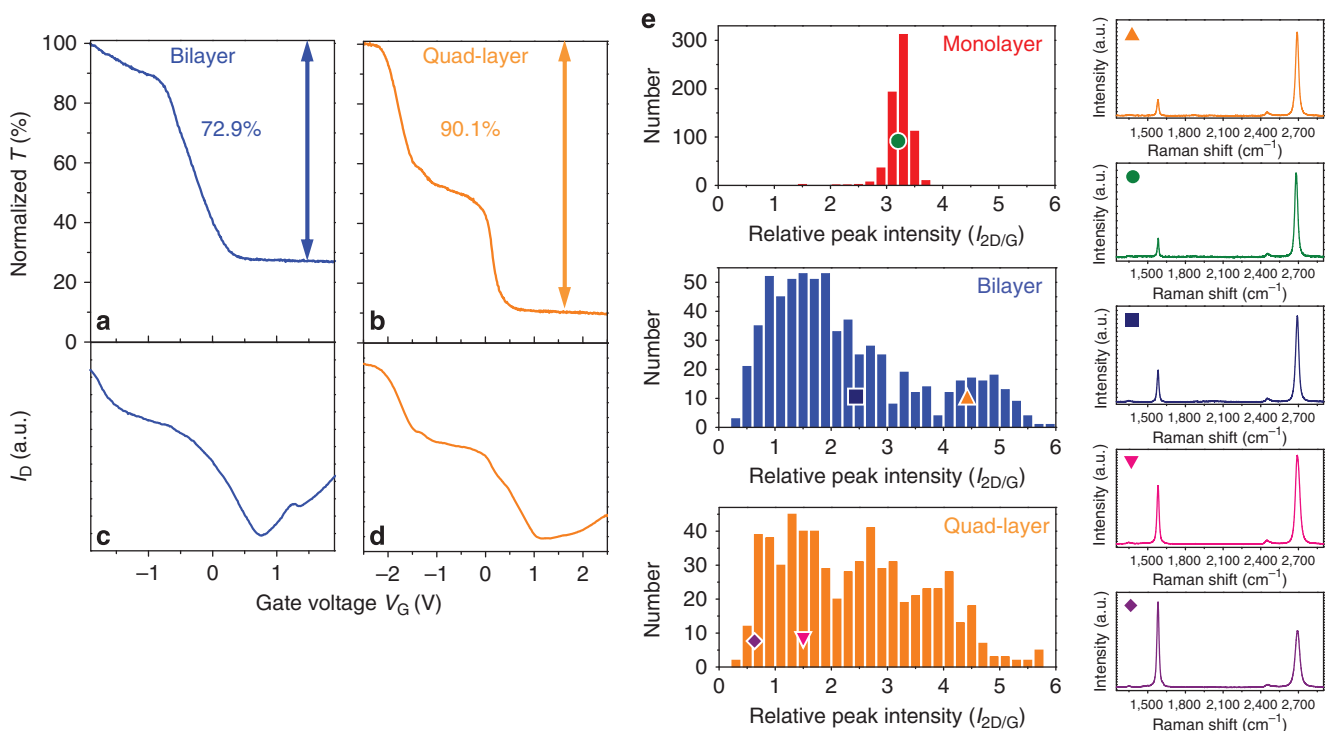 100
80
60
40
20
0
Normalized T (%)
Bilayer
72.9%
a
Quad-layer
90.1%
b
I_D (a.u.)
c
d
−1 0 1
−2 −1 0 1 2
Gate voltage V_G (V)
e
300
200
100
0
Number
Monolayer
0 1 2 3 4 5 6
Relative peak intensity (I_2D/G)
50
40
30
20
10
0
Number
Bilayer
0 1 2 3 4 5 6
Relative peak intensity (I_2D/G)
40
30
20
10
0
Number
Quad-layer
0 1 2 3 4 5 6
Relative peak intensity (I_2D/G)
Intensity (a.u.)
1,500 1,800 2,100 2,400 2,700
Raman shift (cm⁻¹)
Intensity (a.u.)
1,500 1,800 2,100 2,400 2,700
Raman shift (cm⁻¹)
Intensity (a.u.)
1,500 1,800 2,100 2,400 2,700
Raman shift (cm⁻¹)
Intensity (a.u.)
1,500 1,800 2,100 2,400 2,700
Raman shift (cm⁻¹)
Intensity (a.u.)
1,500 1,800 2,100 2,400 2,700
Raman shift (cm⁻¹)